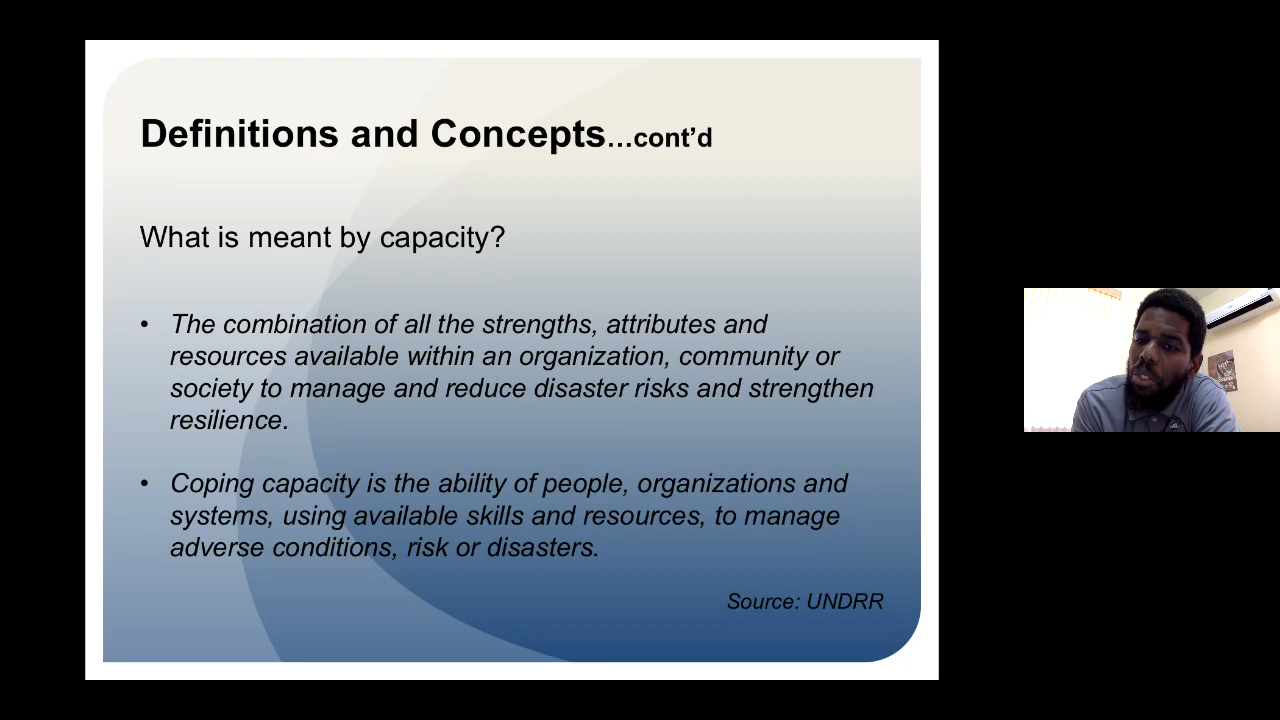 Definitions and Concepts…cont’d
What is meant by capacity?
• The combination of all the strengths, attributes and
resources available within an organization, community or
society to manage and reduce disaster risks and strengthen
resilience.
• Coping capacity is the ability of people, organizations and
systems, using available skills and resources, to manage
adverse conditions, risk or disasters.
Source: UNDRR